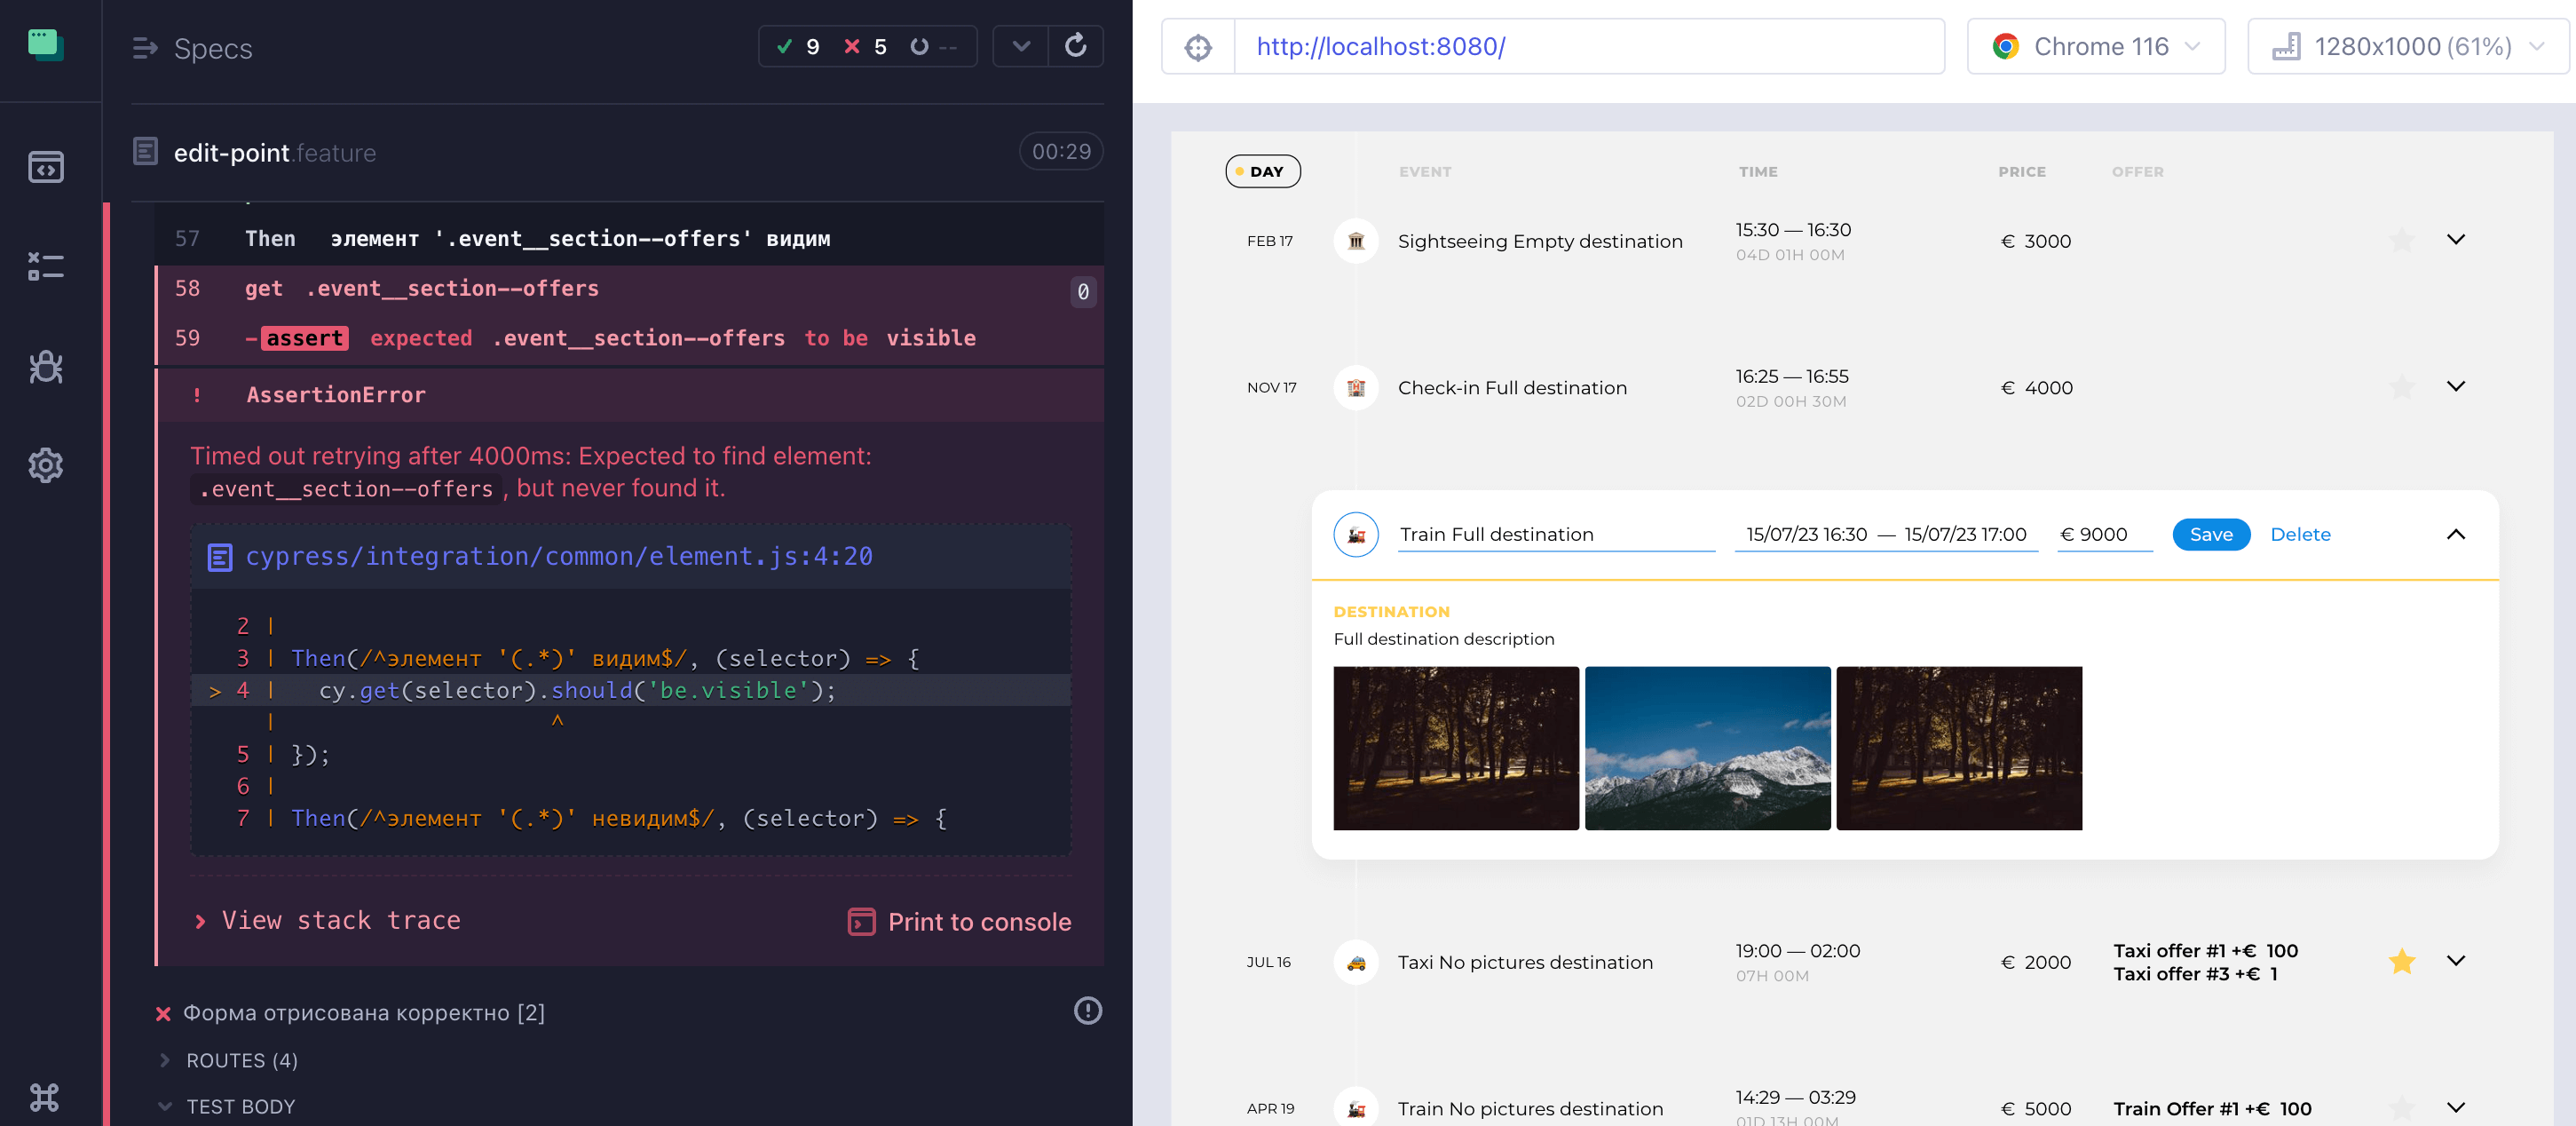 Specs
9 5 --
edit-point.feature
00:29
57 Then элемент '.event__section--offers' видим
58 get .event__section--offers 0
59 -assert expected .event__section--offers to be visible
! AssertionError
Timed out retrying after 4000ms: Expected to find element:
.event__section--offers, but never found it.
cypress/integration/common/element.js:4:20
2 |
3 | Then(/^элемент '(.*)' видим$/, (selector) => {
> 4 | cy.get(selector).should('be.visible');
| ^
5 | });
6 |
7 | Then(/^элемент '(.*)' невидим$/, (selector) => {
> View stack trace
Print to console
Форма отрисована корректно [2]
ROUTES (4)
TEST BODY
http://localhost:8080/
Chrome 116
1280x1000 (61%)
DAY EVENT TIME PRICE OFFER
FEB 17 Sightseeing Empty destination 15:30 — 16:30 € 3000
04D 01H 00M
NOV 17 Check-in Full destination 16:25 — 16:55 € 4000
02D 00H 30M
Train Full destination 15/07/23 16:30 — 15/07/23 17:00 € 9000 Save Delete
DESTINATION
Full destination description
JUL 16 Taxi No pictures destination 19:00 — 02:00 € 2000 Taxi offer #1 +€ 100
07H 00M Taxi offer #3 +€ 1
APR 19 Train No pictures destination 14:29 — 03:29 € 5000 Train Offer #1 +€ 100
01D 13H 00M